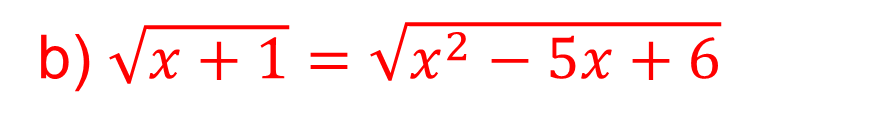 b) √x + 1 = √x² − 5x + 6